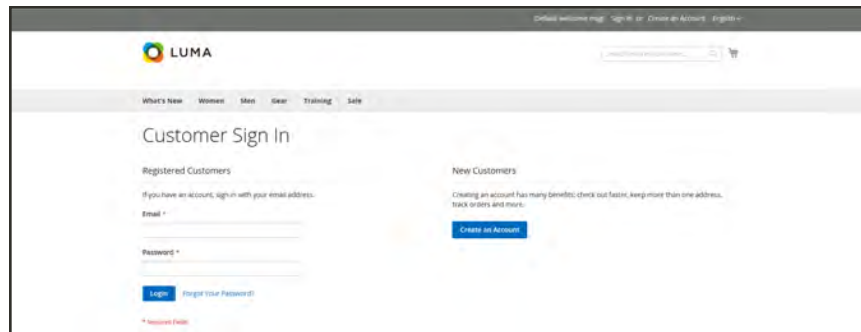 Default welcome msg! Sign In or Create an Account English
LUMA
What's New Women Men Gear Training Sale
Customer Sign In
Registered Customers
If you have an account, sign in with your email address.
Email *
Password *
Login Forgot Your Password?
* Required Fields
New Customers
Creating an account has many benefits: check out faster, keep more than one address,
track orders and more.
Create an Account